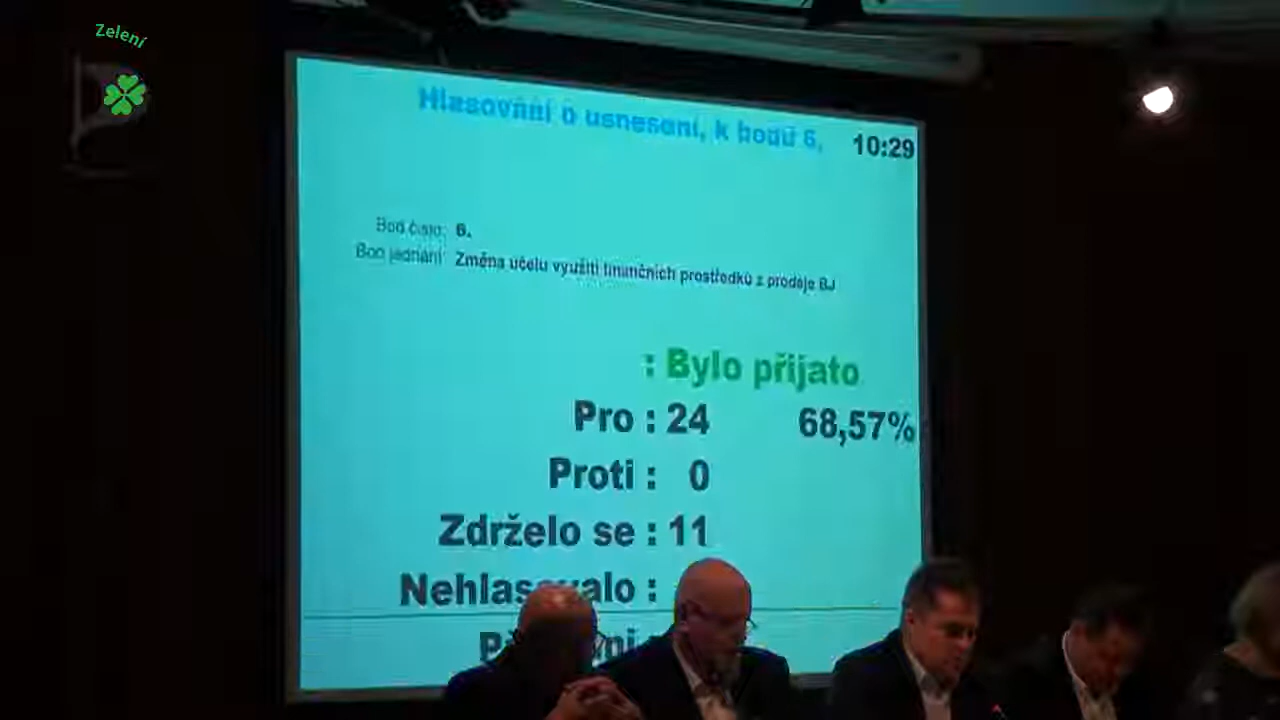 Zelení
Hlasování o usnesení, k bodu 6,
10:29
Bod číslo: 6.
Bod jednání: Změna účelu využití finančních prostředků z prodeje BJ
: Bylo přijato
Pro : 24 68,57%
Proti : 0
Zdrželo se : 11
Nehlasovalo :